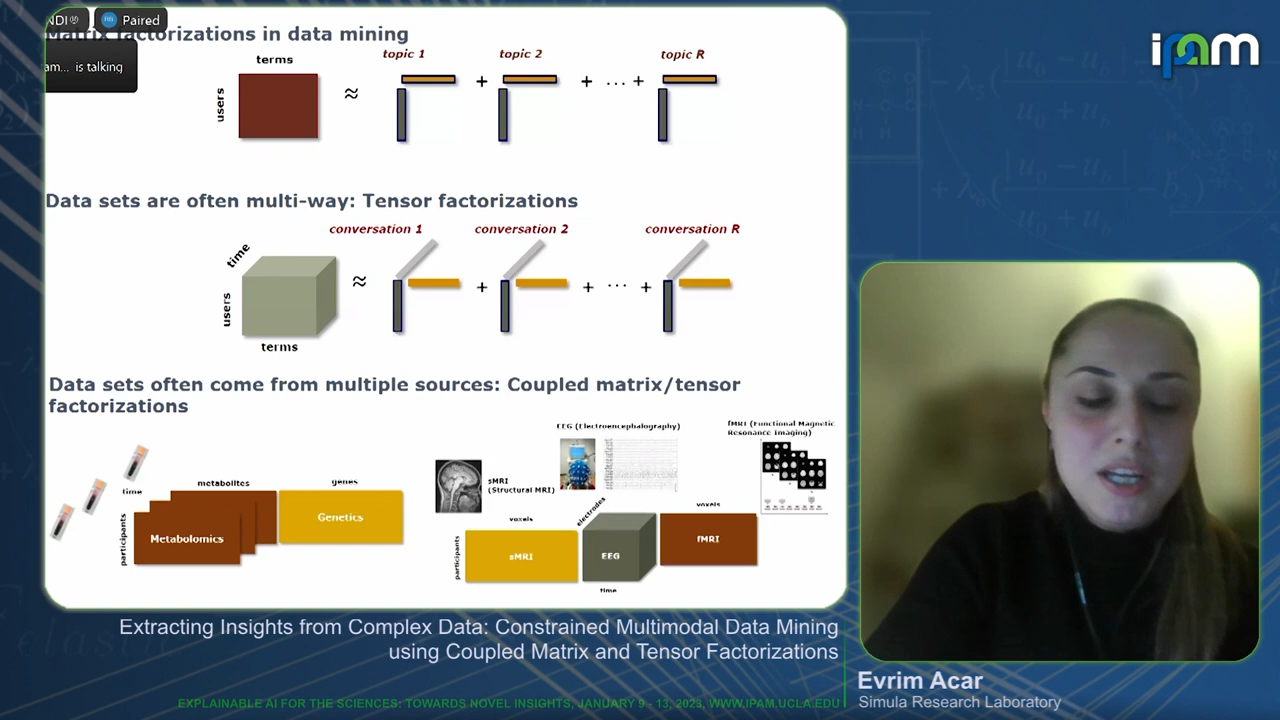 NDI
Paired
Matrix factorizations in data mining
am... is talking
terms
topic 1
topic 2
topic R
users
≈
+
+ ... +
Data sets are often multi-way: Tensor factorizations
conversation 1
conversation 2
conversation R
time
users
≈
+
+ ... +
terms
Data sets often come from multiple sources: Coupled matrix/tensor
factorizations
EEG (Electroencephalography)
fMRI (Functional Magnetic
Resonance Imaging)
sMRI
(Structural MRI)
time
metabolites
genes
participants
Metabolomics
Genetics
voxels
electrodes
voxels
participants
sMRI
EEG
fMRI
time
ipam
Extracting Insights from Complex Data: Constrained Multimodal Data Mining
using Coupled Matrix and Tensor Factorizations
Evrim Acar
Simula Research Laboratory
EXPLAINABLE AI FOR THE SCIENCES: TOWARDS NOVEL INSIGHTS, JANUARY 9 - 13, 2023, WWW.IPAM.UCLA.EDU